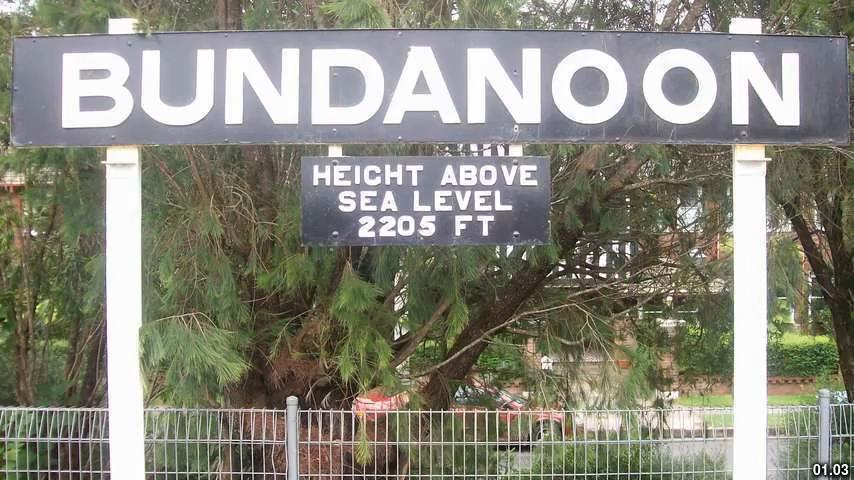 BUNDANOON
HEIGHT ABOVE
SEA LEVEL
2205 FT
01.03